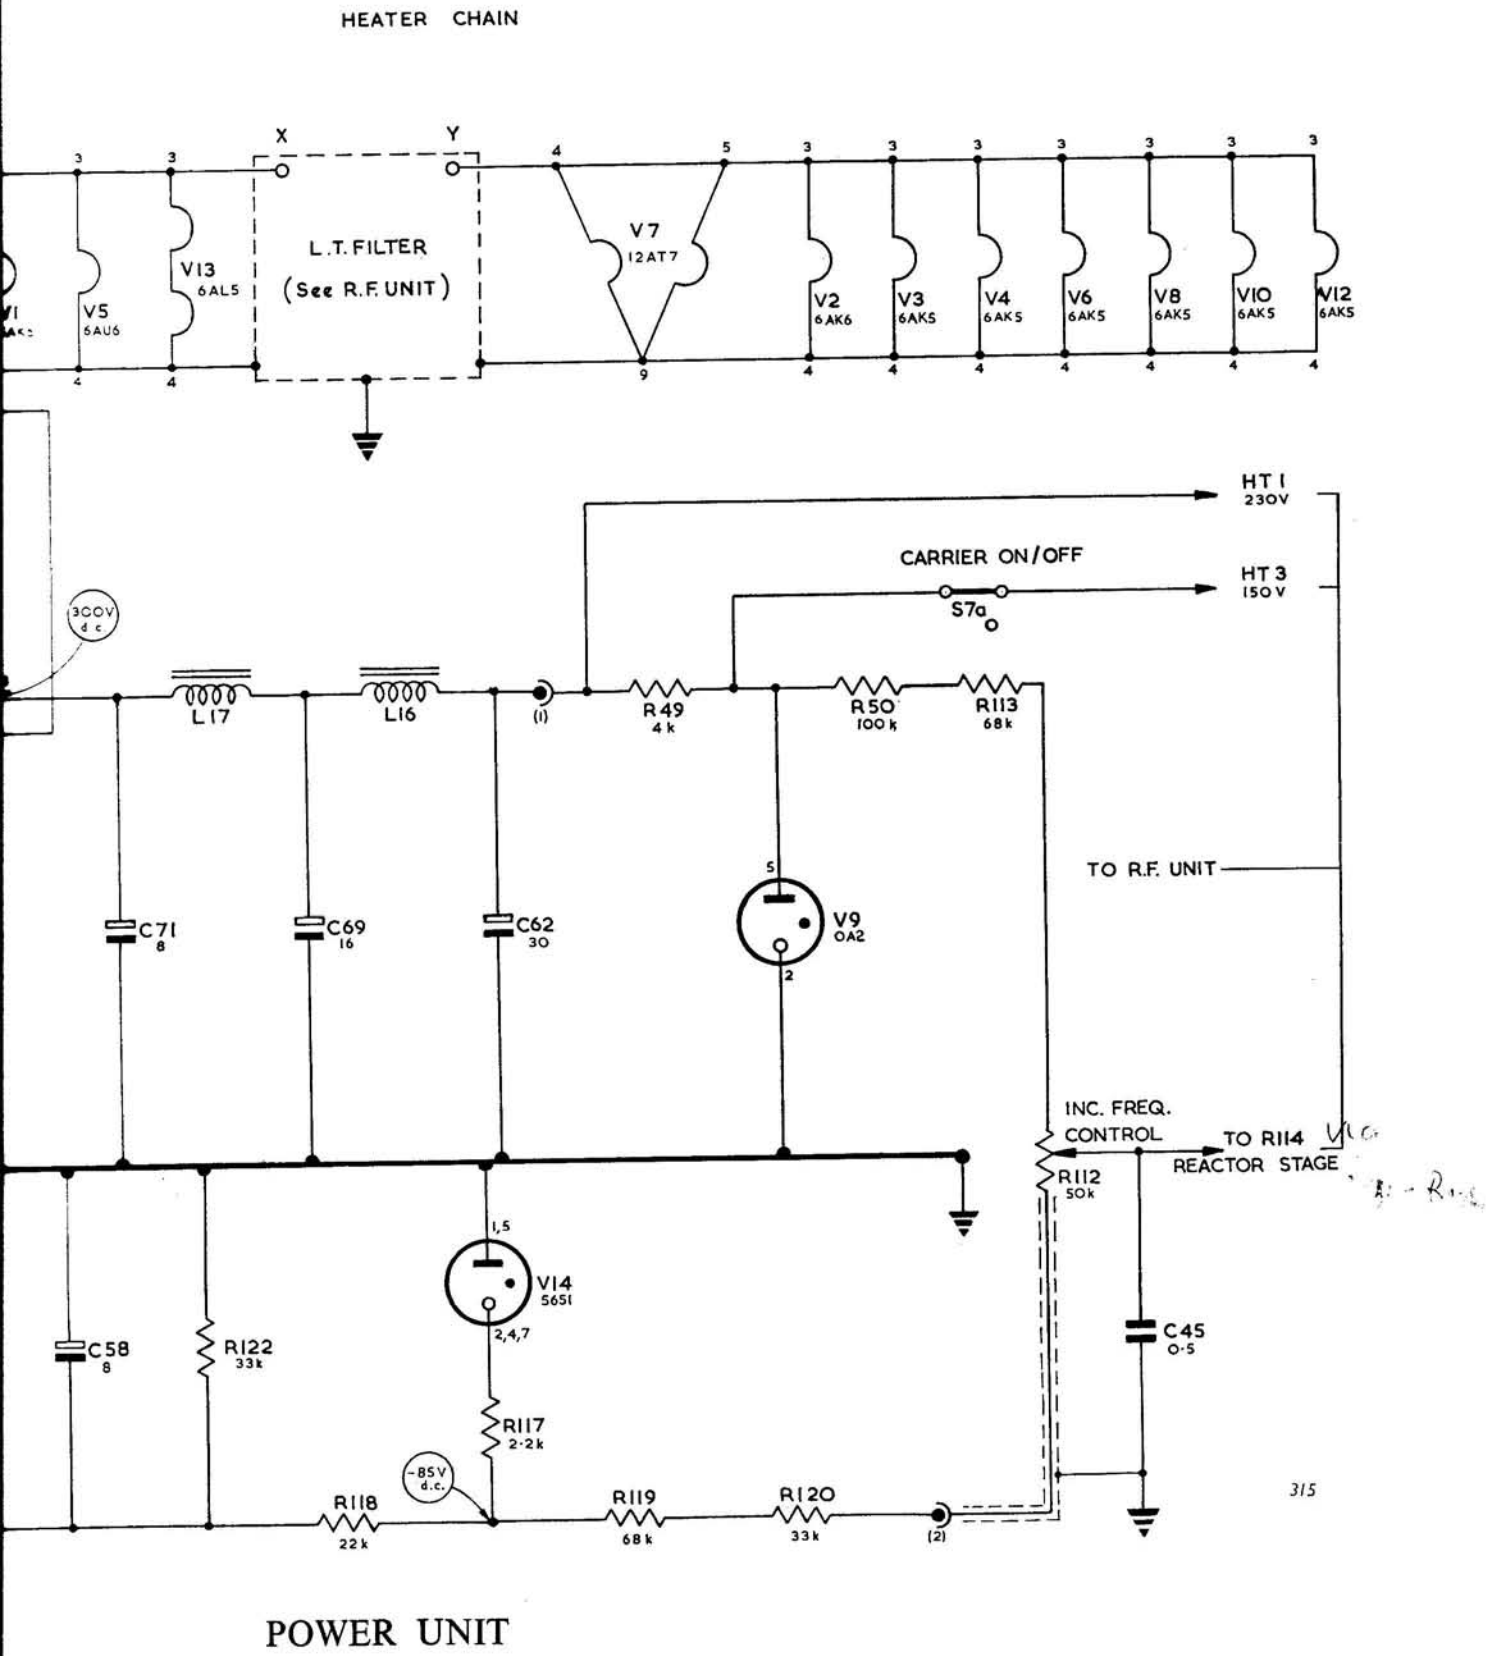 HEATER CHAIN
X Y
3 3 4 5 3 3 3 3 3 3 3
L.T. FILTER
(See R.F. UNIT)
V13
6AL5
V7
12AT7
V1
V5
6AU6
V2
6AK6
V3
6AK5
V4
6AK5
V6
6AK5
V8
6AK5
V10
6AK5
V12
6AK5
4 4 9 4 4 4 4 4 4 4
HT 1
230V
CARRIER ON/OFF
HT 3
150V
S7a
300V
d c
L17
L16
(1)
R49
4k
R50
100k
R113
68k
TO R.F. UNIT
5
C71
8
C69
16
C62
30
V9
OA2
2
INC. FREQ.
CONTROL
TO R114
REACTOR STAGE
R112
50k
1,5
V14
5651
2,4,7
C58
8
R122
33k
C45
0·5
R117
2·2k
-85V
d.c.
R118
22k
R119
68k
R120
33k
(2)
315
POWER UNIT